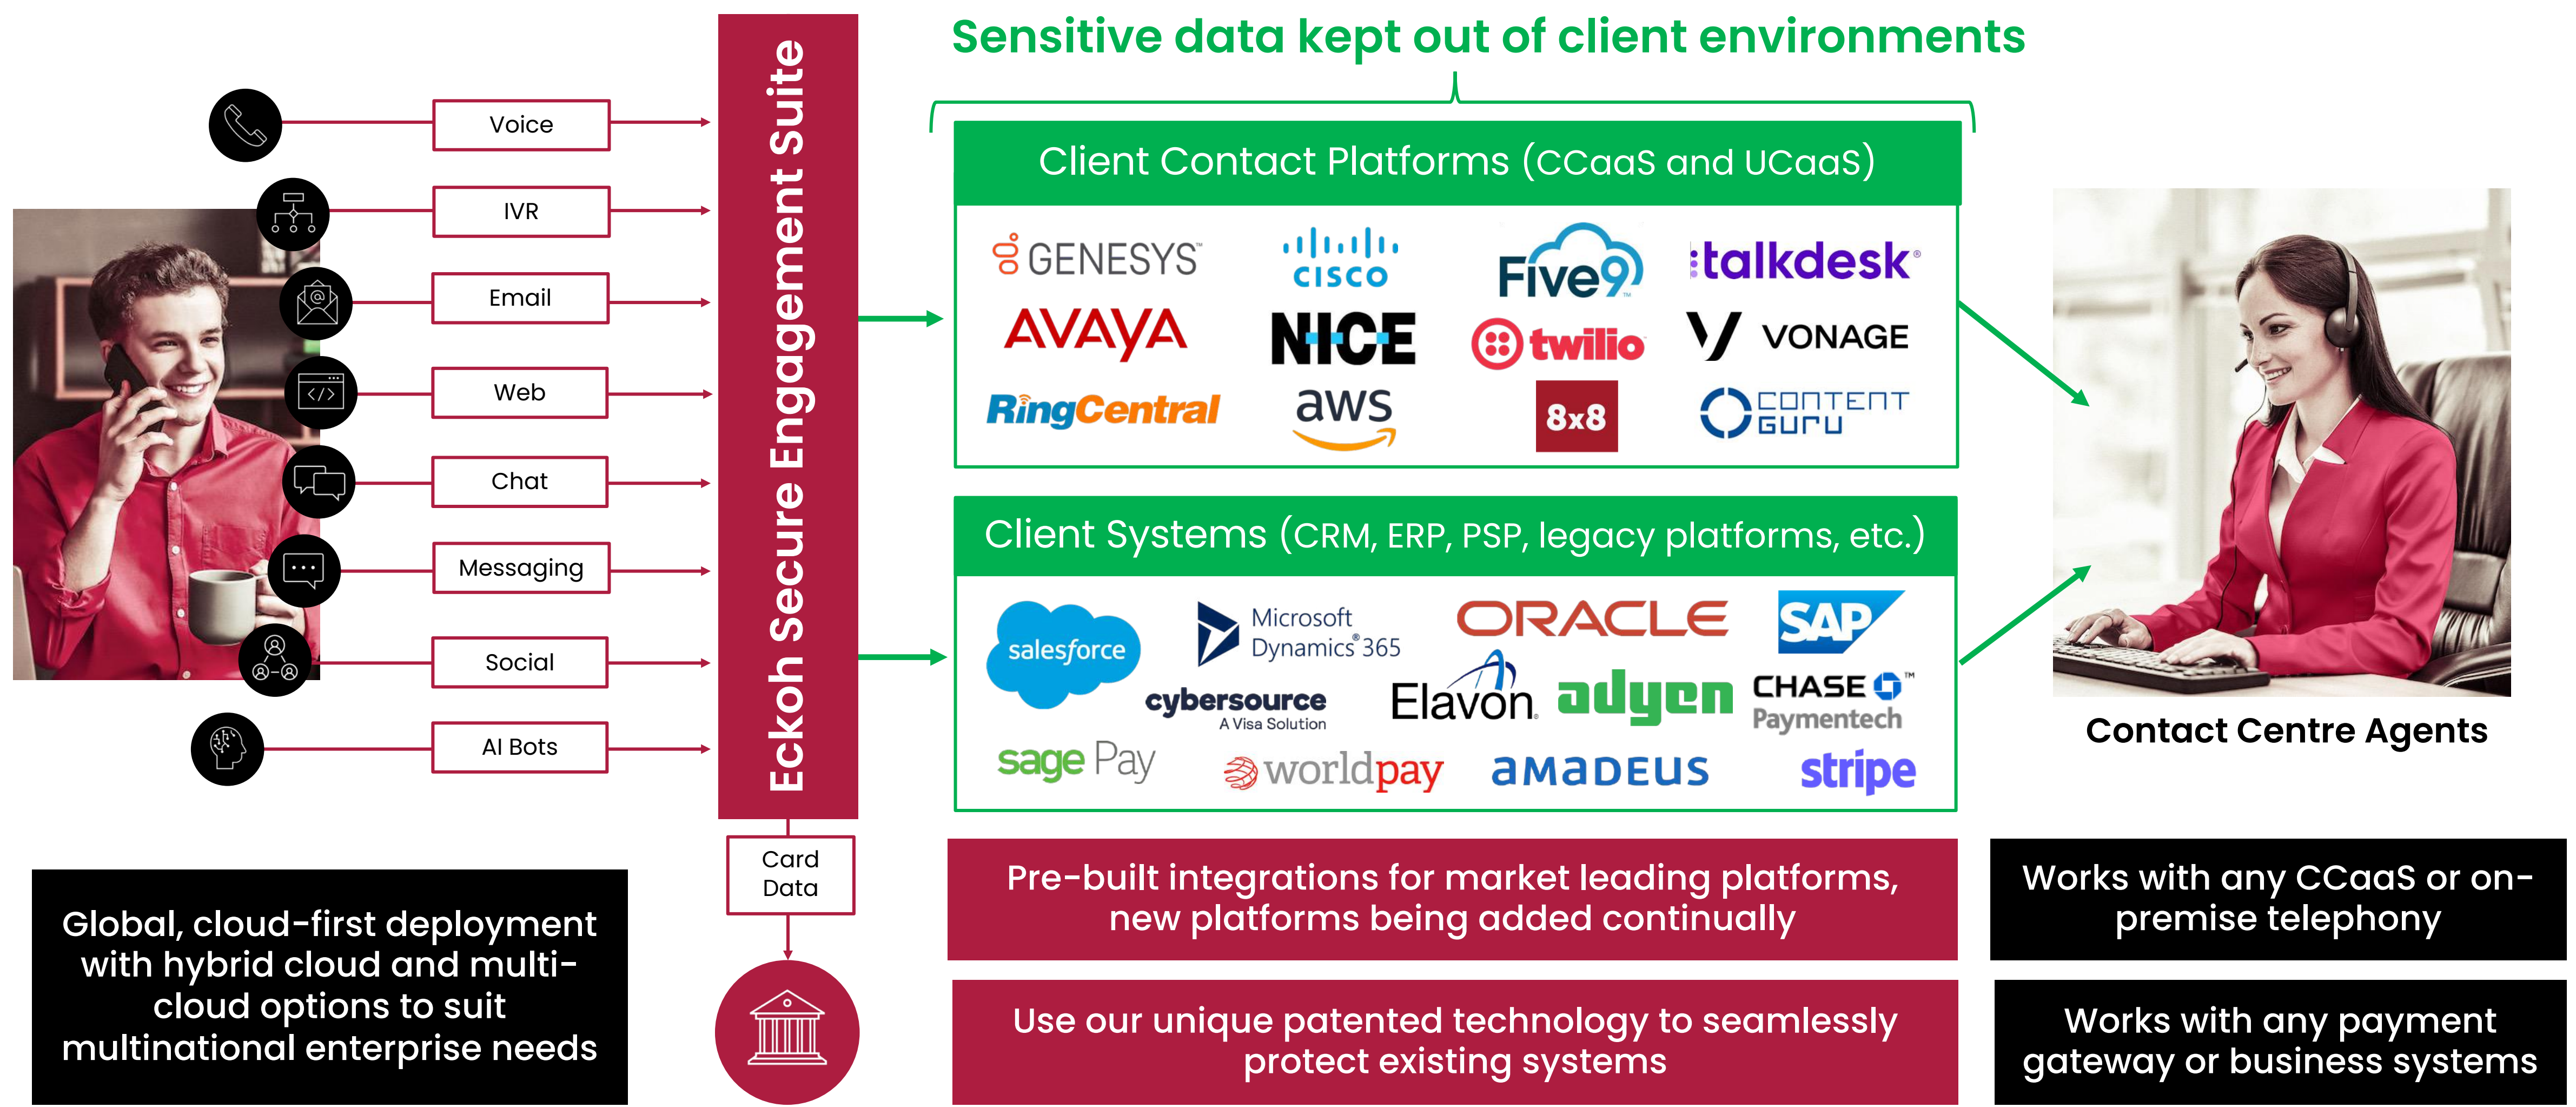 Sensitive data kept out of client environments
Voice
IVR
Email
Web
Chat
Messaging
Social
AI Bots
Eckoh Secure Engagement Suite
Card
Data
Client Contact Platforms (CCaaS and UCaaS)
GENESYS™
CISCO
Five9™
talkdesk®
AVAYA
NICE
twilio
VONAGE
RingCentral
aws
8x8
CONTENT
GURU
Client Systems (CRM, ERP, PSP, legacy platforms, etc.)
salesforce
Microsoft
Dynamics® 365
ORACLE
SAP
cybersource
A Visa Solution
Elavon®
adyen
CHASE™
Paymentech
sage Pay
worldpay
amadeus
stripe
Contact Centre Agents
Global, cloud-first deployment
with hybrid cloud and multi-
cloud options to suit
multinational enterprise needs
Pre-built integrations for market leading platforms,
new platforms being added continually
Use our unique patented technology to seamlessly
protect existing systems
Works with any CCaaS or on-
premise telephony
Works with any payment
gateway or business systems